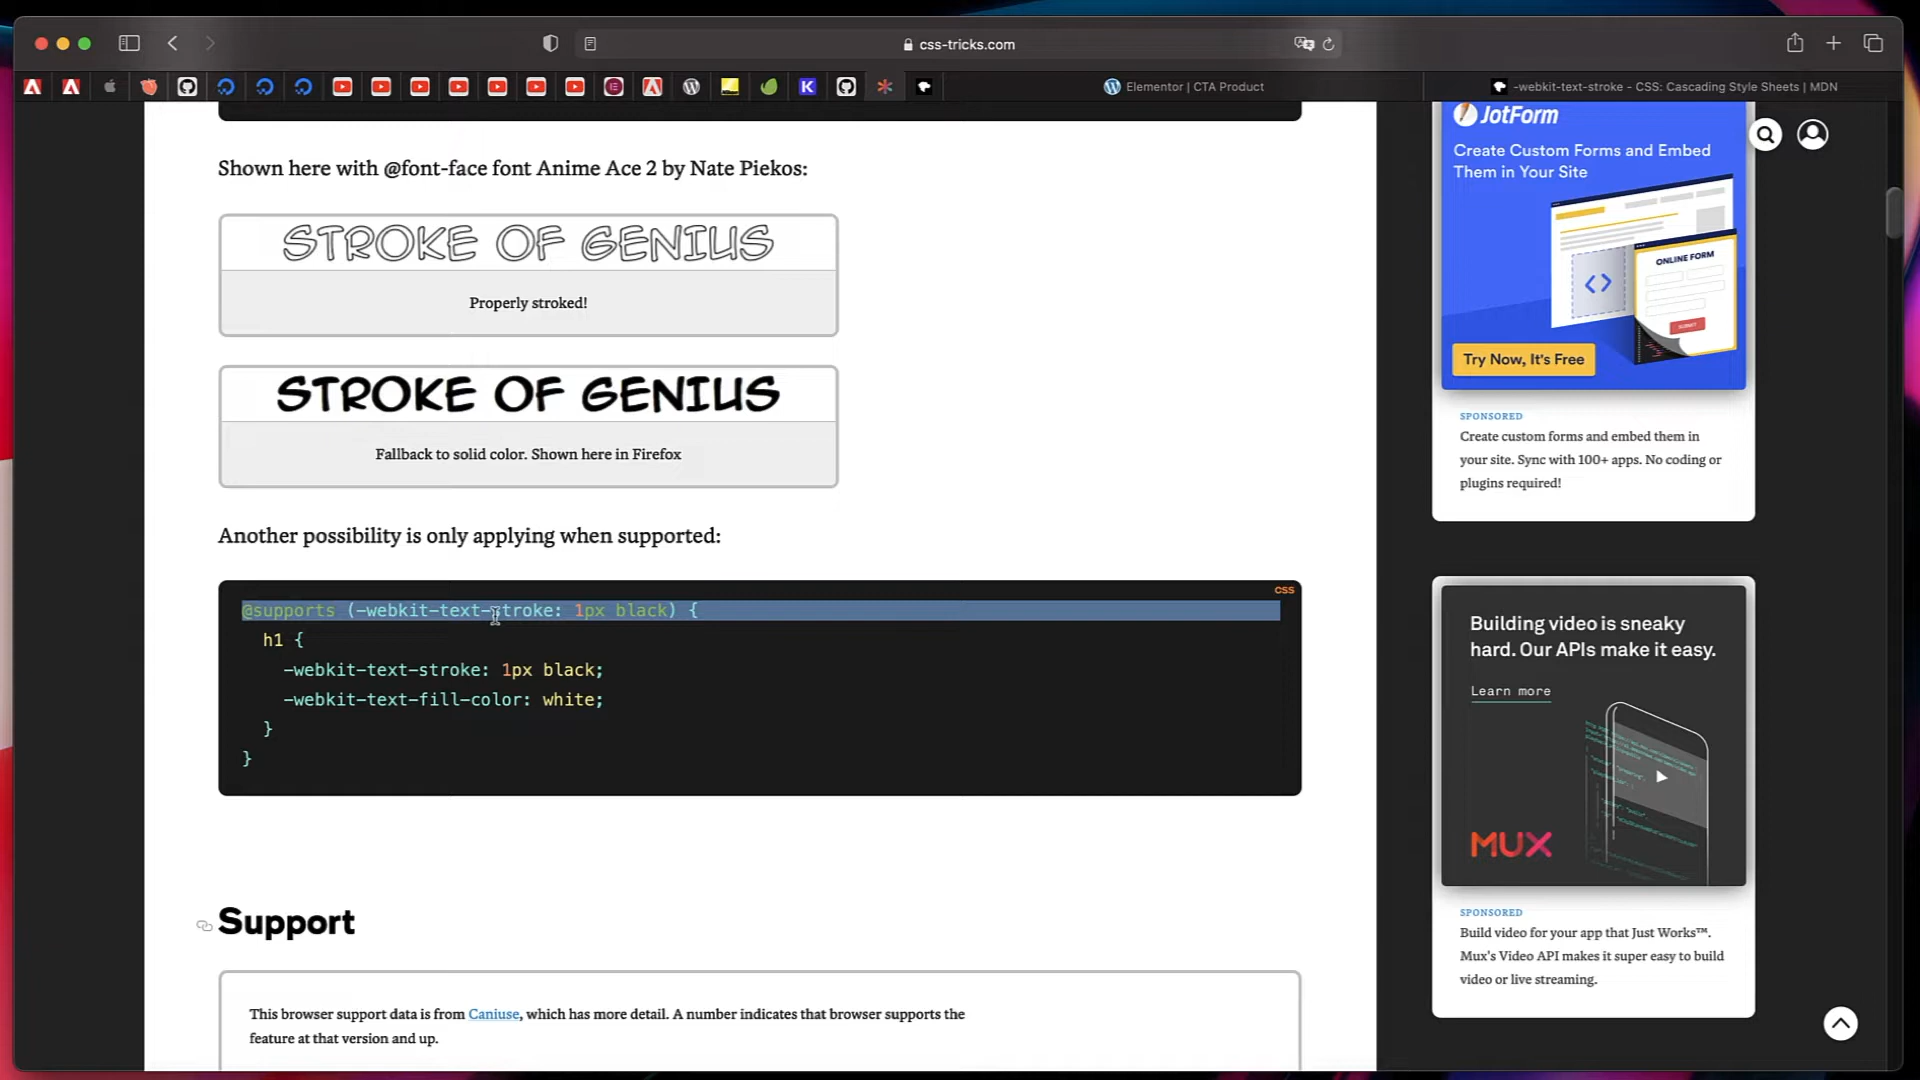 css-tricks.com
Elementor | CTA Product
-webkit-text-stroke - CSS: Cascading Style Sheets | MDN
Shown here with @font-face font Anime Ace 2 by Nate Piekos:
STROKE OF GENIUS
Properly stroked!
STROKE OF GENIUS
Fallback to solid color. Shown here in Firefox
Another possibility is only applying when supported:
CSS
@supports (-webkit-text-stroke: 1px black) {
h1 {
-webkit-text-stroke: 1px black;
-webkit-text-fill-color: white;
}
}
Support
This browser support data is from Caniuse, which has more detail. A number indicates that browser supports the
feature at that version and up.
JotForm
Create Custom Forms and Embed
Them in Your Site
ONLINE FORM
SUBMIT
Try Now, It's Free
SPONSORED
Create custom forms and embed them in
your site. Sync with 100+ apps. No coding or
plugins required!
Building video is sneaky
hard. Our APIs make it easy.
Learn more
MUX
SPONSORED
Build video for your app that Just Works™.
Mux's Video API makes it super easy to build
video or live streaming.